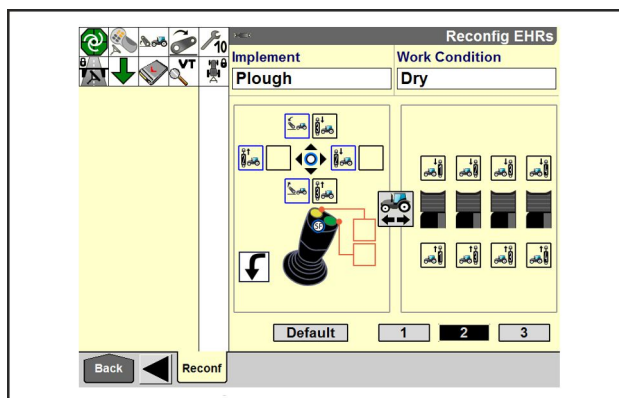 Reconfig EHRs
10
VT
Implement
Work Condition
Plough
Dry
SP
Default
1
2
3
Back
Reconf